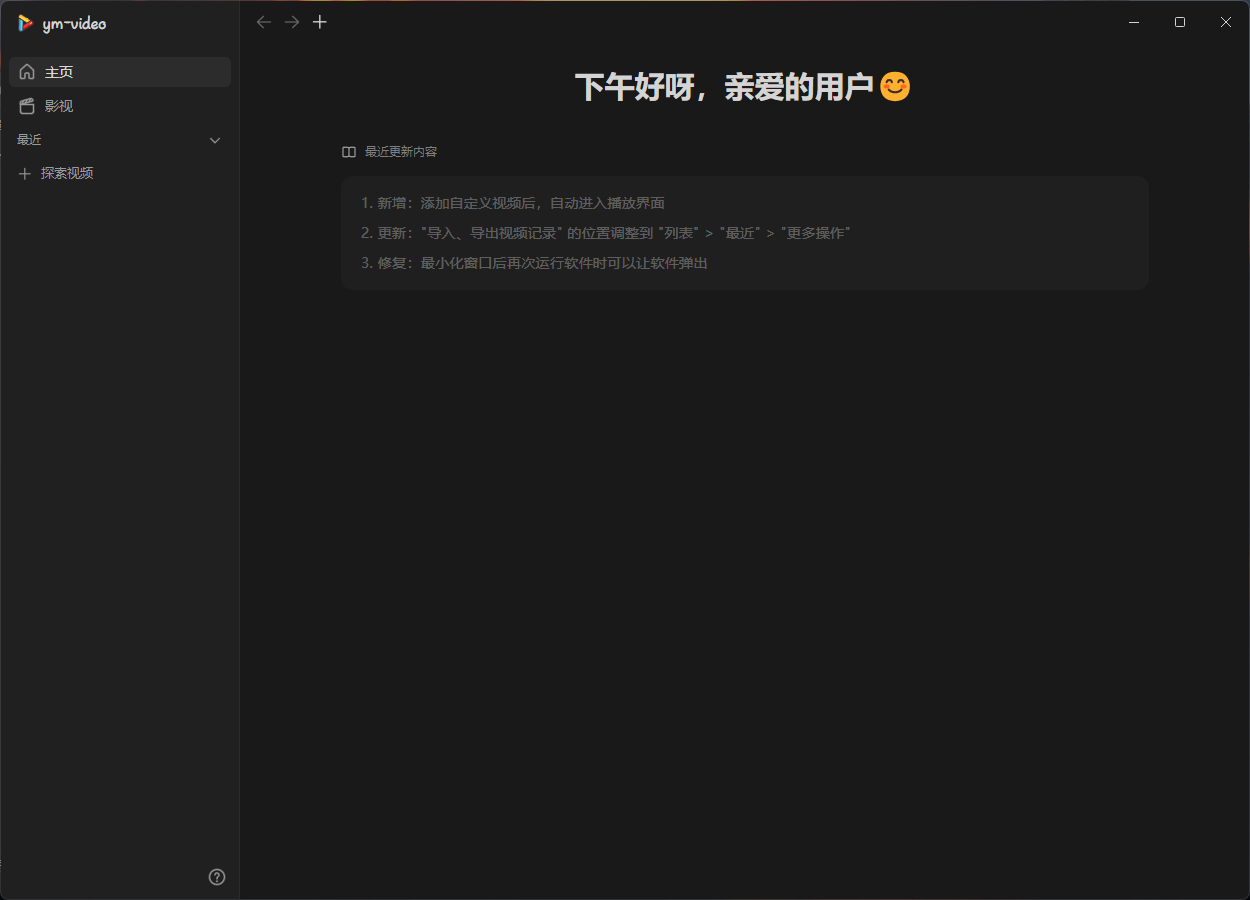 ym-video
主页
影视
最近
探索视频
下午好呀，亲爱的用户😊
最近更新内容
1. 新增：添加自定义视频后，自动进入播放界面
2. 更新："导入、导出视频记录" 的位置调整到 "列表" > "最近" > "更多操作"
3. 修复：最小化窗口后再次运行软件时可以让软件弹出